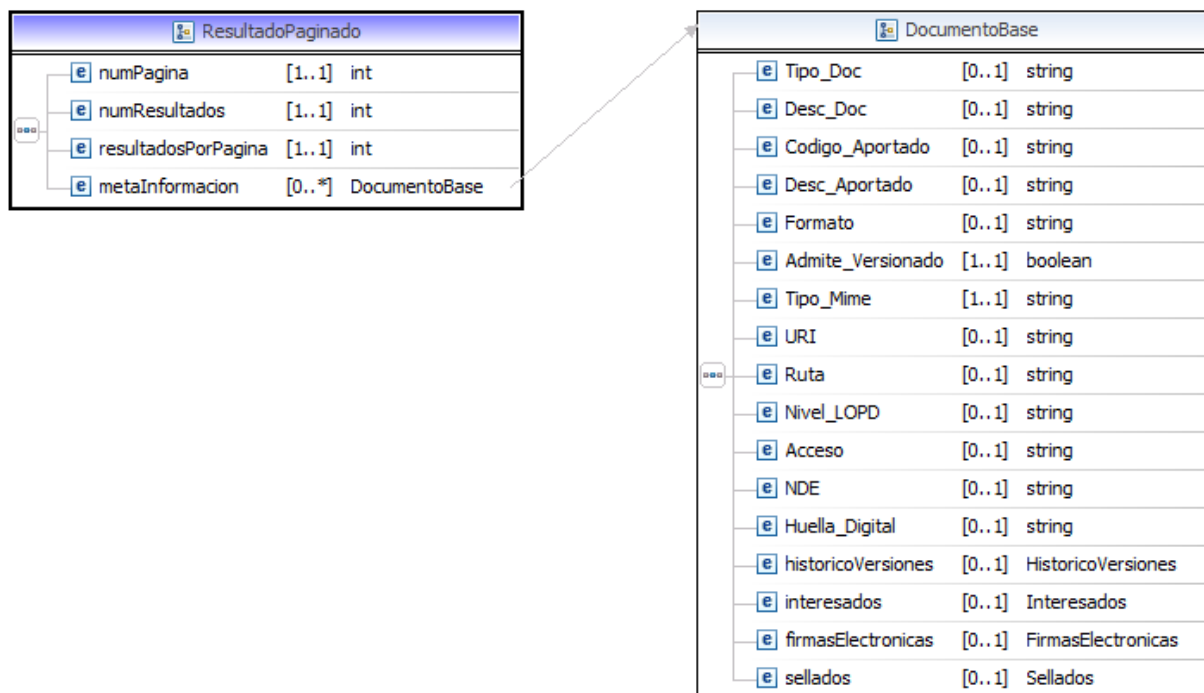 ResultadoPaginado
numPagina [1..1] int
numResultados [1..1] int
resultadosPorPagina [1..1] int
metaInformacion [0..*] DocumentoBase
DocumentoBase
Tipo_Doc [0..1] string
Desc_Doc [0..1] string
Codigo_Aportado [0..1] string
Desc_Aportado [0..1] string
Formato [0..1] string
Admite_Versionado [1..1] boolean
Tipo_Mime [1..1] string
URI [0..1] string
Ruta [0..1] string
Nivel_LOPD [0..1] string
Acceso [0..1] string
NDE [0..1] string
Huella_Digital [0..1] string
historicoVersiones [0..1] HistoricoVersiones
interesados [0..1] Interesados
firmasElectronicas [0..1] FirmasElectronicas
sellados [0..1] Sellados